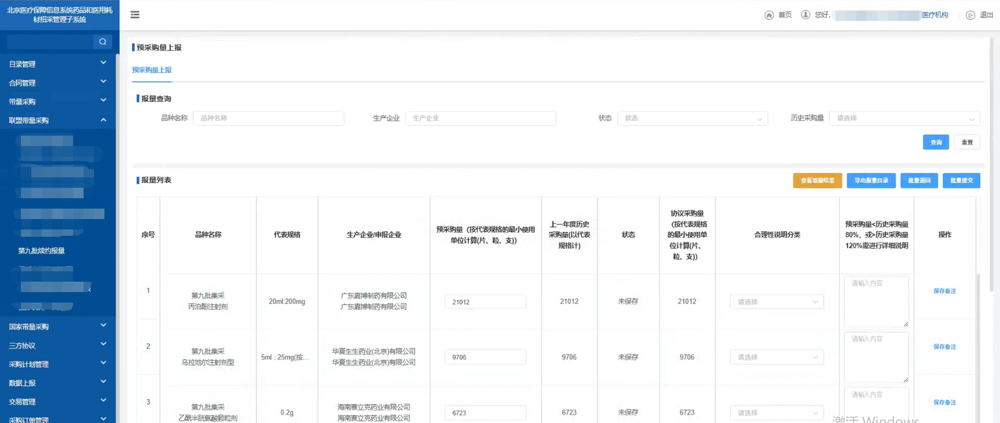 北京医疗保障信息系统药品和医用耗
材招采管理子系统
首页
您好,
医疗机构
退出
目录管理
合同管理
带量采购
联盟带量采购
第九批续约报量
国家带量采购
三方协议
采购计划管理
数据上报
交易管理
采购订单管理
预采购量上报
预采购量上报
报量查询
品种名称 品种名称 生产企业 生产企业 状态 状态 历史采购量 请选择
查询 重置
报量列表
查看填报结果 导出报量目录 批量退回 批量提交
序号
品种名称
代表规格
生产企业/申报企业
预采购量（按代表规格的最小使用
单位计算(片、粒、支)）
上一年度历史
采购量(以代表
规格计)
状态
协议采购量
（按代表规格
的最小使用单
位计算(片、
粒、支)）
合理性说明分类
预采购量<历史采购量
80%，或>历史采购量
120%需进行详细说明
操作
1
第九批集采
丙泊酚注射剂
20ml:200mg
广东嘉博制药有限公司
广东嘉博制药有限公司
21012
21012
未保存
21012
请选择
请输入内容
保存备注
2
第九批集采
乌拉地尔注射剂型
5ml : 25mg(按...
华夏生生药业(北京)有限公司
华夏生生药业(北京)有限公司
9706
9706
未保存
9706
请选择
请输入内容
保存备注
3
第九批集采
乙酰半胱氨酸颗粒剂
0.2g
海南赛立克药业有限公司
海南赛立克药业有限公司
6723
6723
未保存
6723
请选择
请输入内容
保存备注
激活 Windows